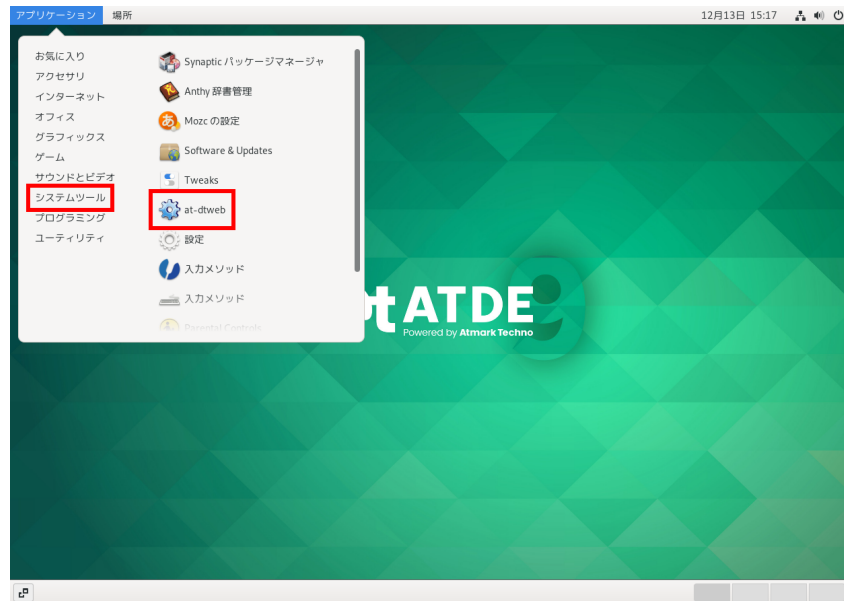 アプリケーション 場所 12月13日 15:17
お気に入り
アクセサリ
インターネット
オフィス
グラフィックス
ゲーム
サウンドとビデオ
システムツール
プログラミング
ユーティリティ
Synaptic パッケージマネージャ
Anthy 辞書管理
あ Mozc の設定
Software & Updates
Tweaks
at-dtweb
設定
入力メソッド
入力メソッド
Parental Controls
t ATDE 9
Powered by Atmark Techno